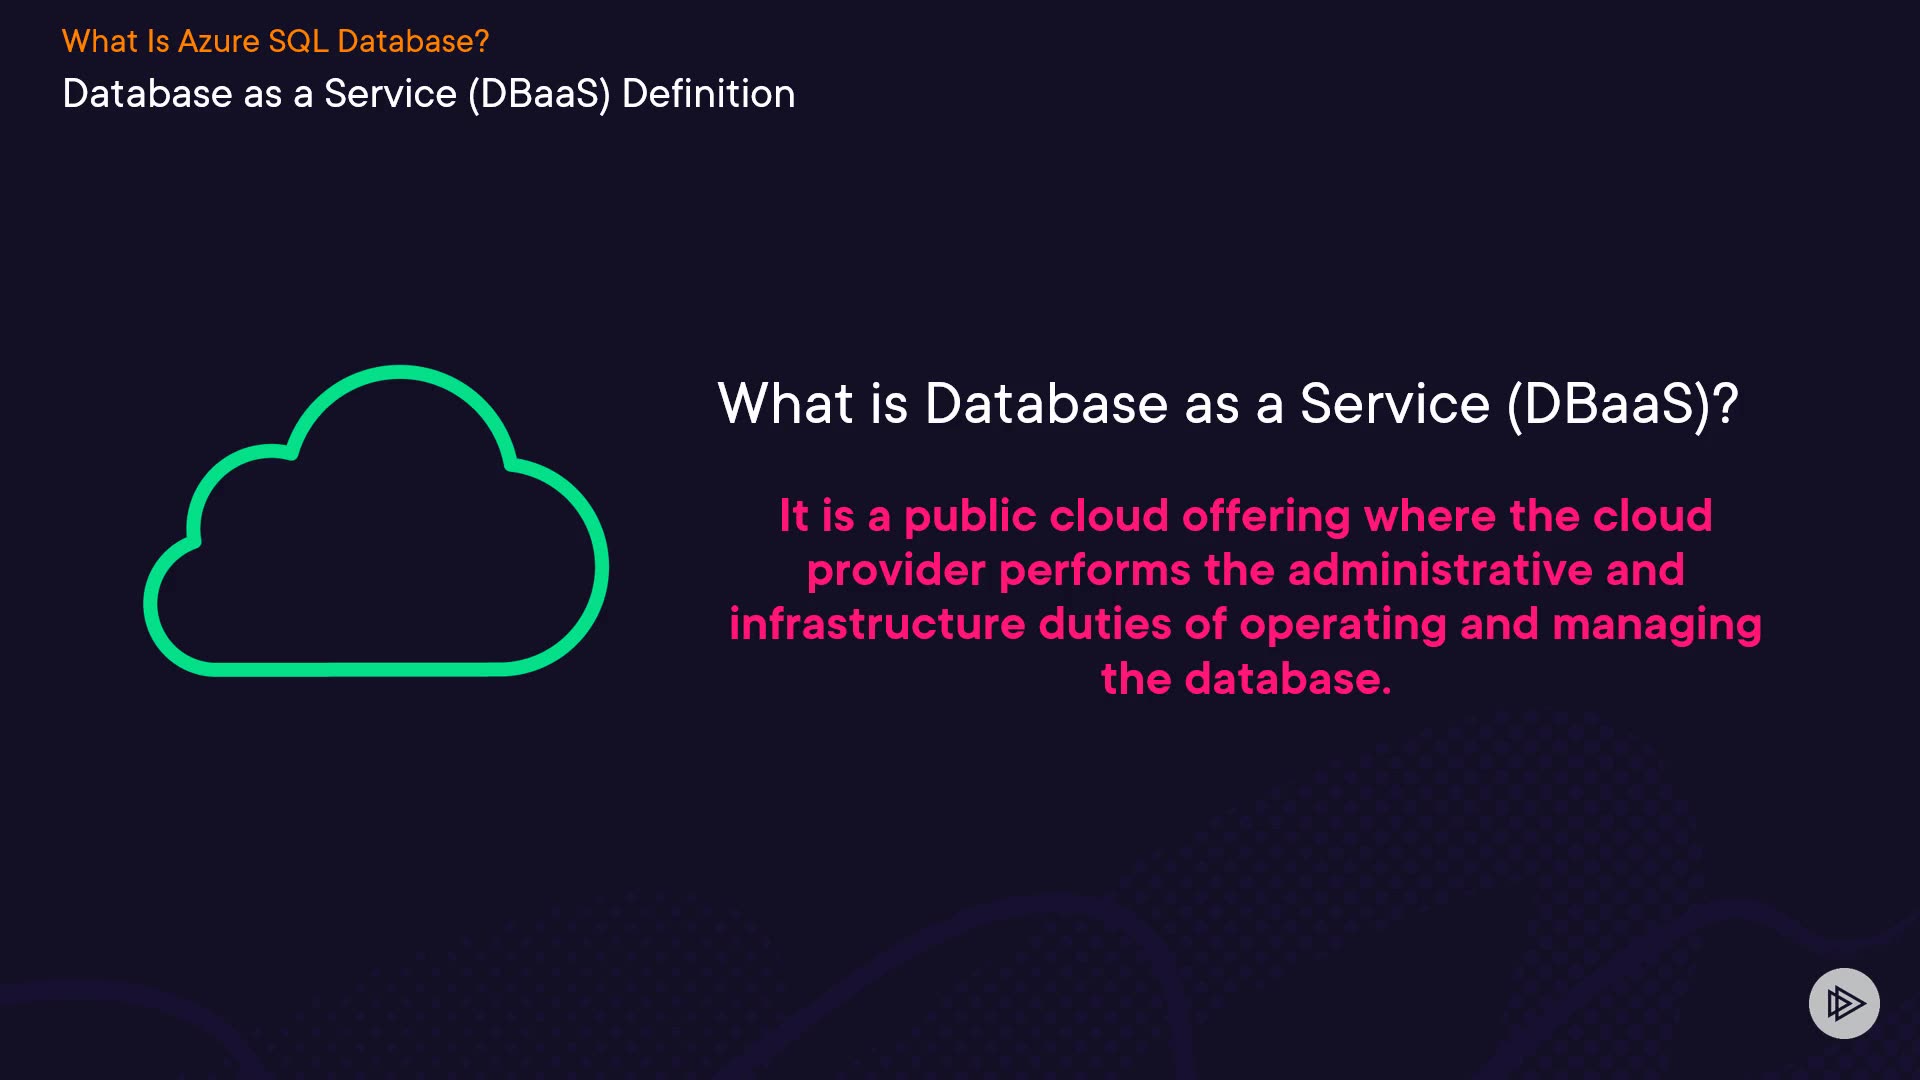 What Is Azure SQL Database?
Database as a Service (DBaaS) Definition
What is Database as a Service (DBaaS)?
It is a public cloud offering where the cloud
provider performs the administrative and
infrastructure duties of operating and managing
the database.